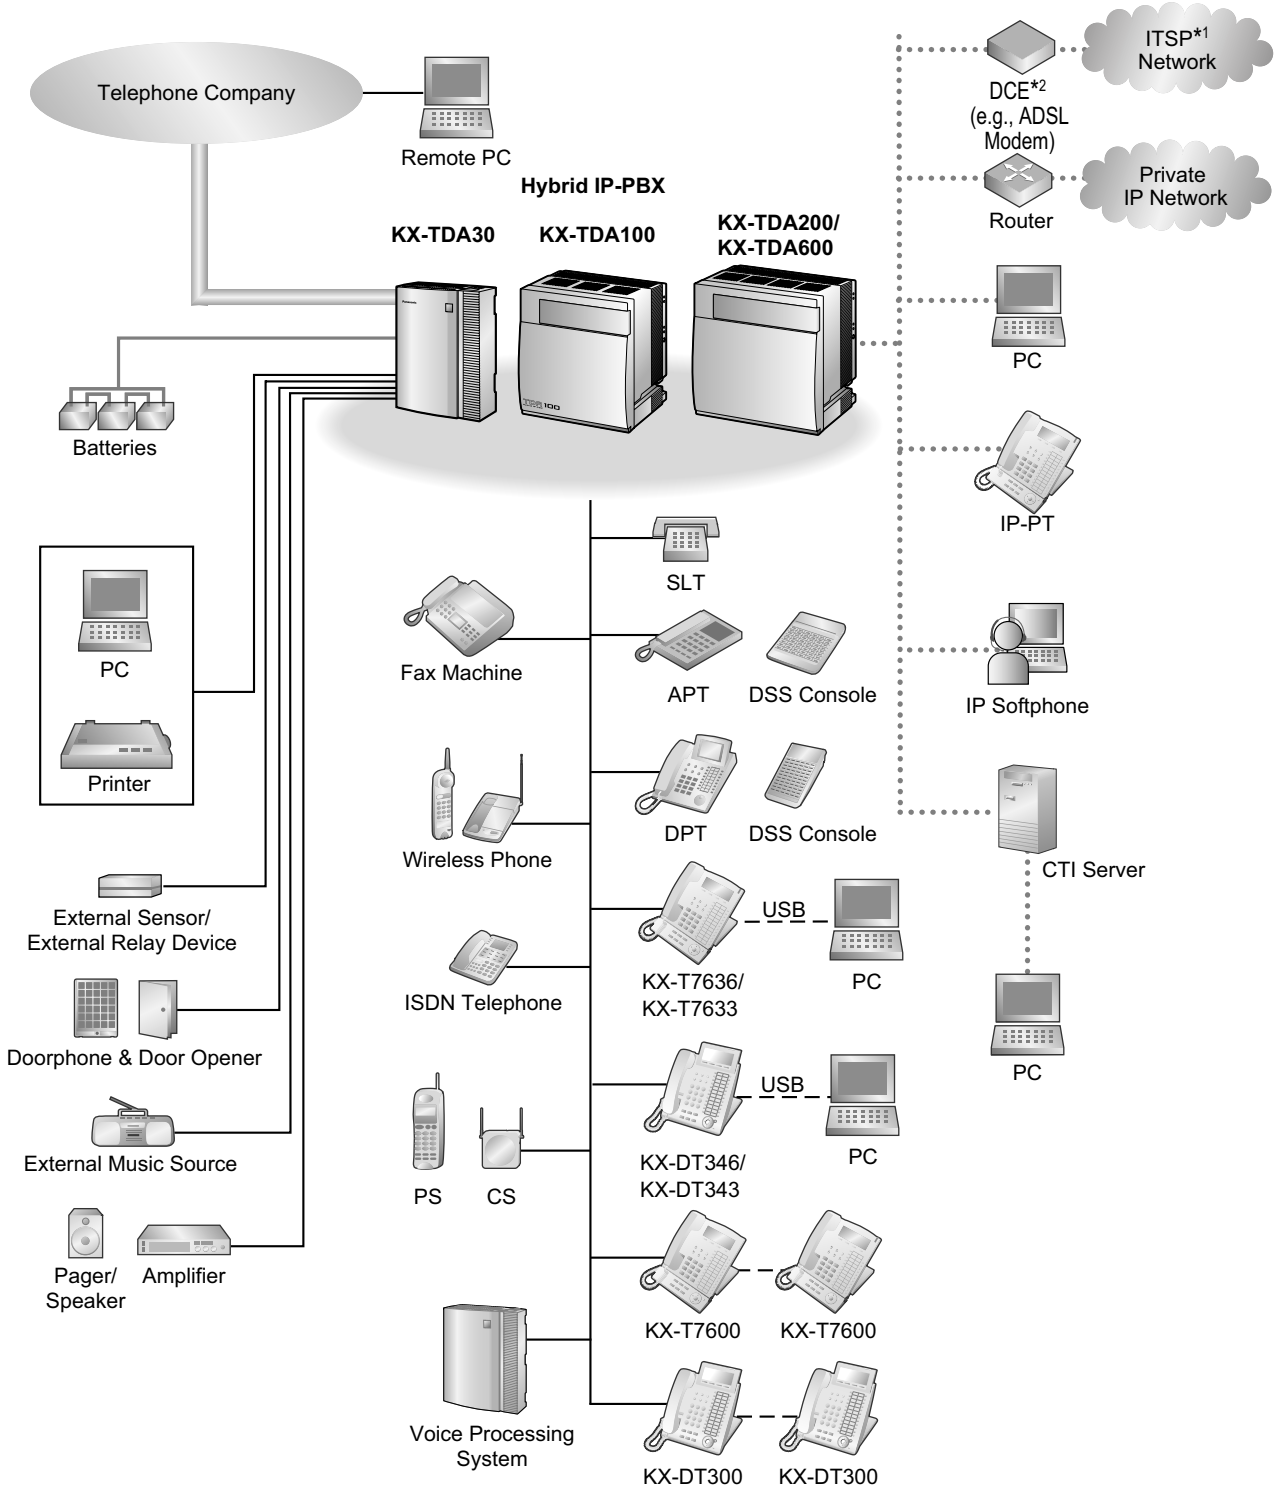 ITSP*1
Network
Telephone Company
DCE*2
(e.g., ADSL
Modem)
Remote PC
Private
IP Network
Hybrid IP-PBX
Router
KX-TDA30
KX-TDA100
KX-TDA200/
KX-TDA600
PC
TDA 100
Batteries
IP-PT
SLT
PC
Fax Machine
APT
DSS Console
IP Softphone
Printer
DPT
DSS Console
Wireless Phone
CTI Server
USB
External Sensor/
External Relay Device
KX-T7636/
KX-T7633
PC
ISDN Telephone
Doorphone & Door Opener
PC
USB
External Music Source
KX-DT346/
KX-DT343
PC
PS
CS
Pager/
Speaker
Amplifier
KX-T7600
KX-T7600
Voice Processing
System
KX-DT300
KX-DT300